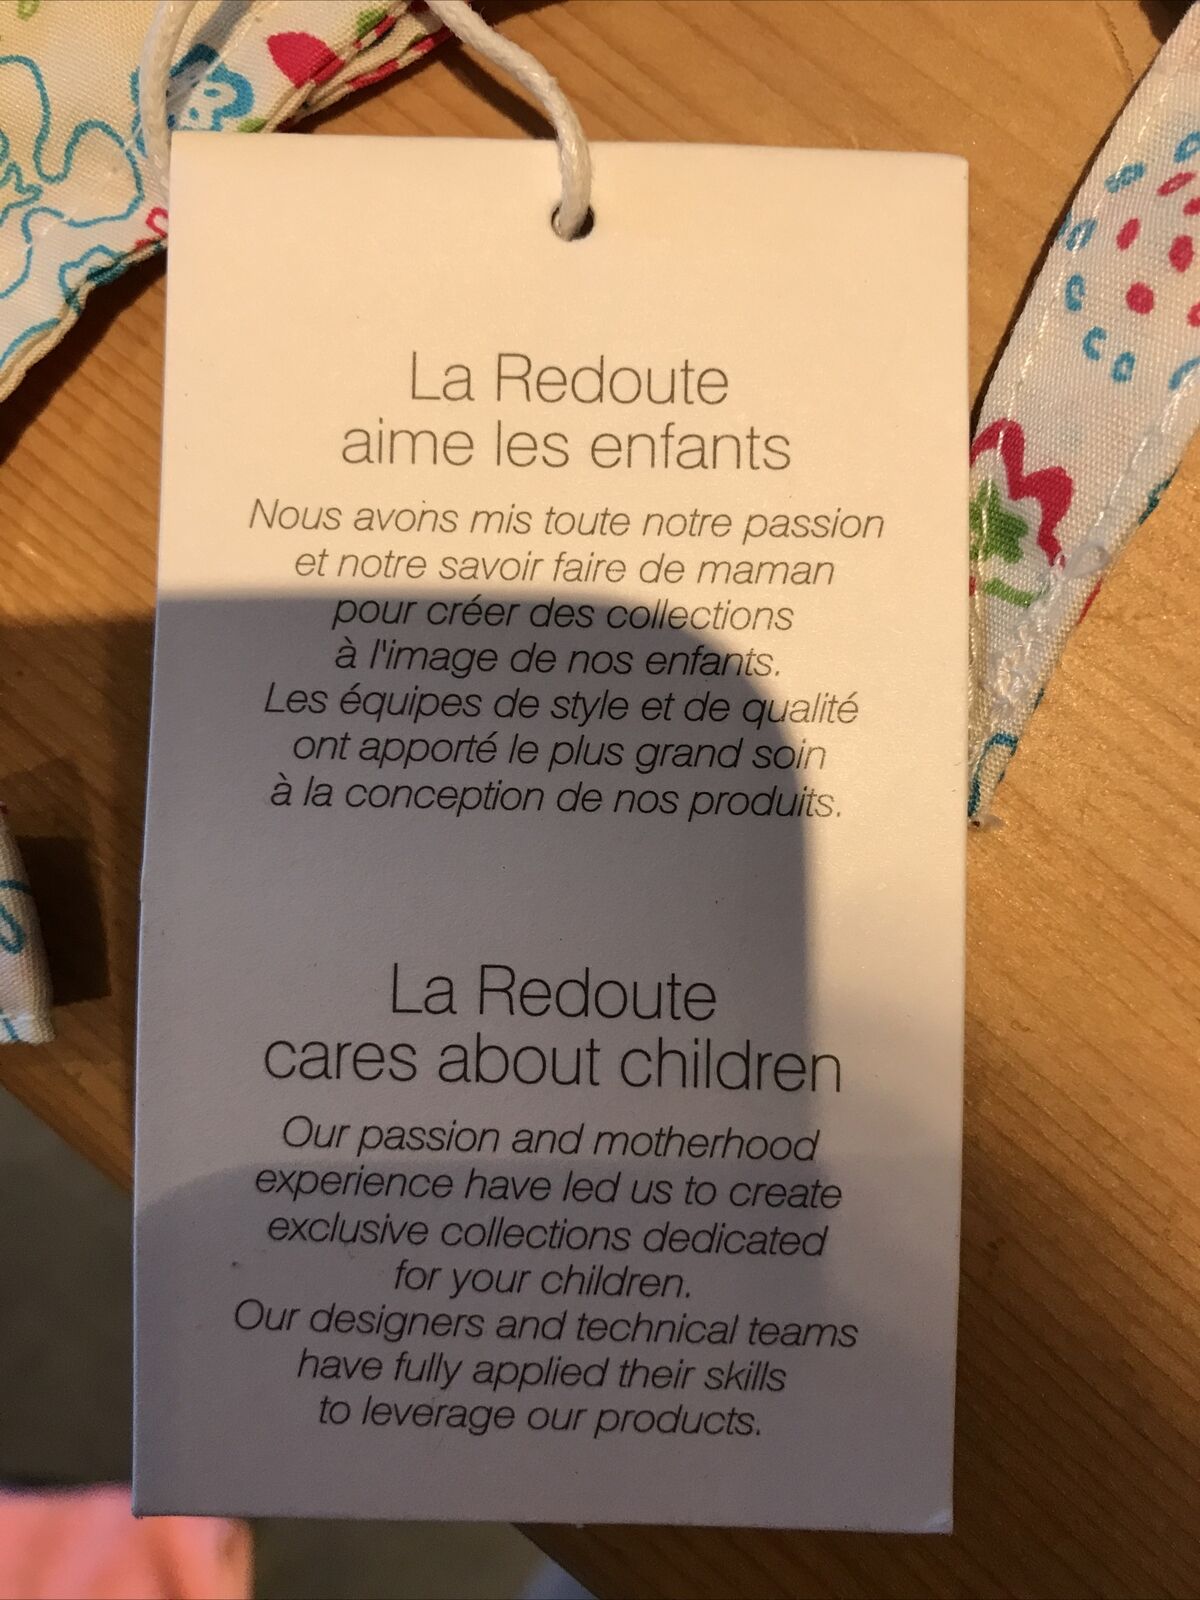 La Redoute
aime les enfants
Nous avons mis toute notre passion
et notre savoir faire de maman
pour créer des collections
à l'image de nos enfants.
Les équipes de style et de qualité
ont apporté le plus grand soin
à la conception de nos produits.
La Redoute
cares about children
Our passion and motherhood
experience have led us to create
exclusive collections dedicated
for your children.
Our designers and technical teams
have fully applied their skills
to leverage our products.